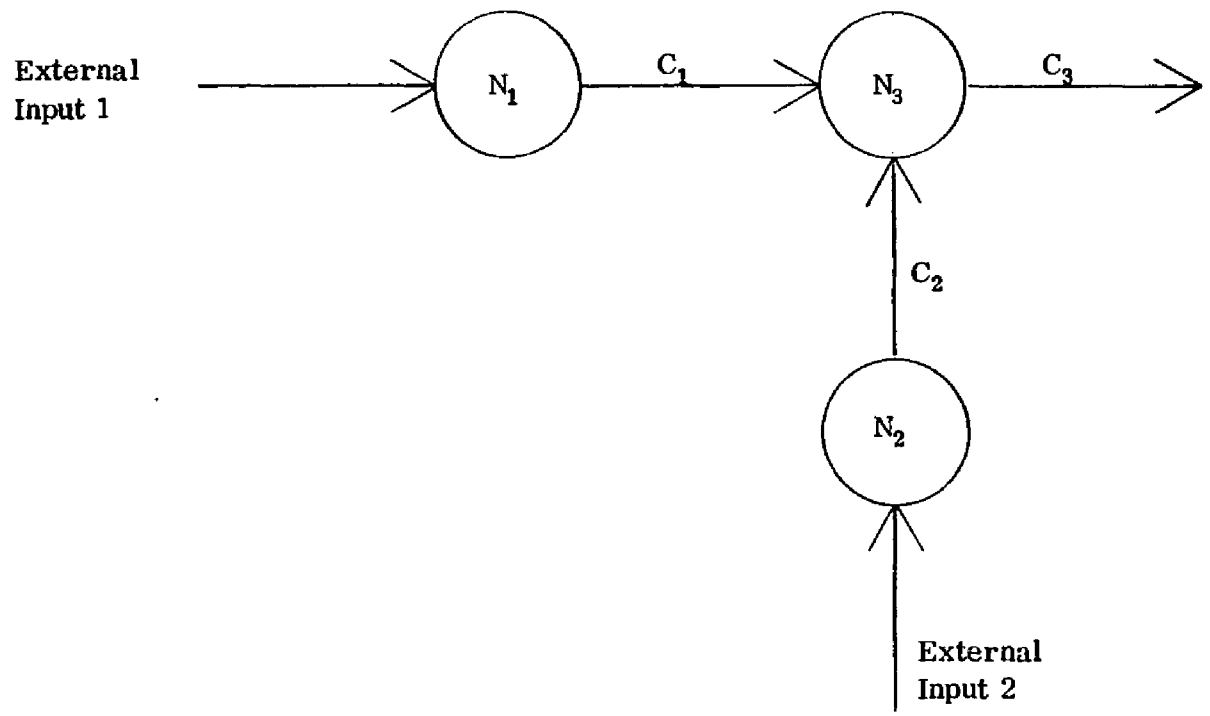 External
Input 1
N₁
C₁
N₃
C₃
C₂
N₂
External
Input 2